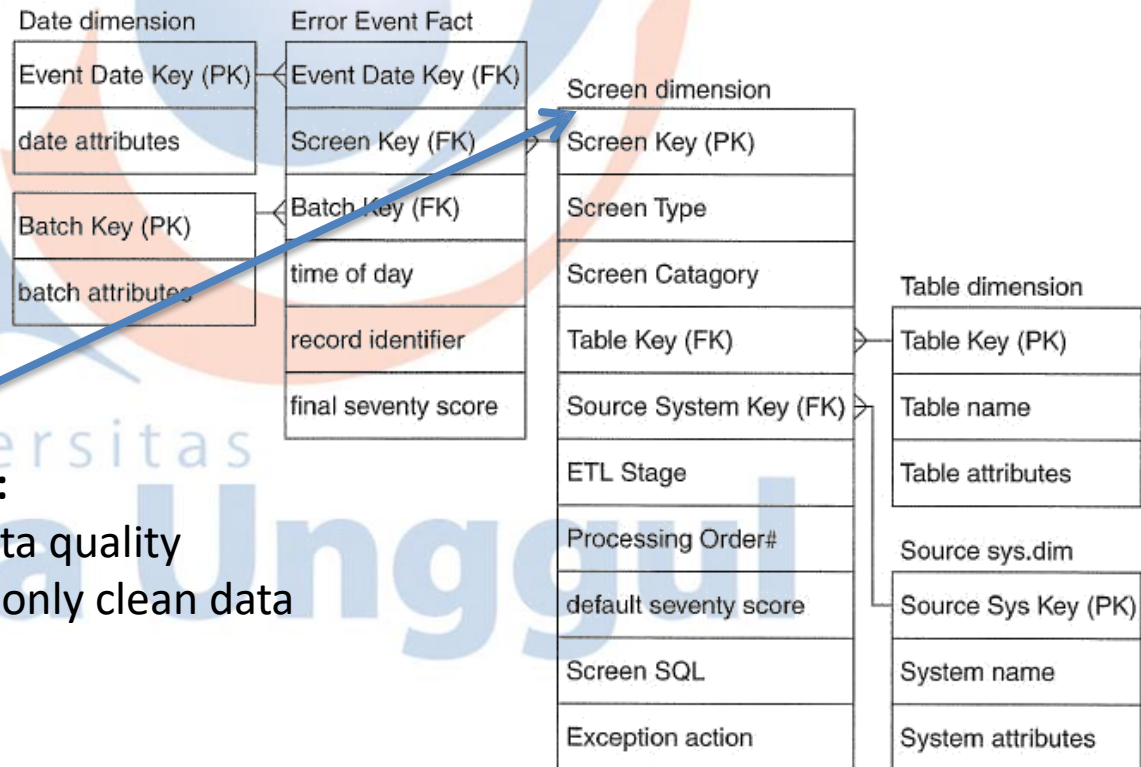 Date dimension
Event Date Key (PK)
date attributes
Batch Key (PK)
batch attributes
Error Event Fact
Event Date Key (FK)
Screen Key (FK)
Batch Key (FK)
time of day
record identifier
final seventy score
Screen dimension
Screen Key (PK)
Screen Type
Screen Catagory
Table Key (FK)
Source System Key (FK)
ETL Stage
Processing Order#
default seventy score
Screen SQL
Exception action
Table dimension
Table Key (PK)
Table name
Table attributes
Source sys.dim
Source Sys Key (PK)
System name
System attributes
ersitas
a Unggul
:
ta quality
only clean data